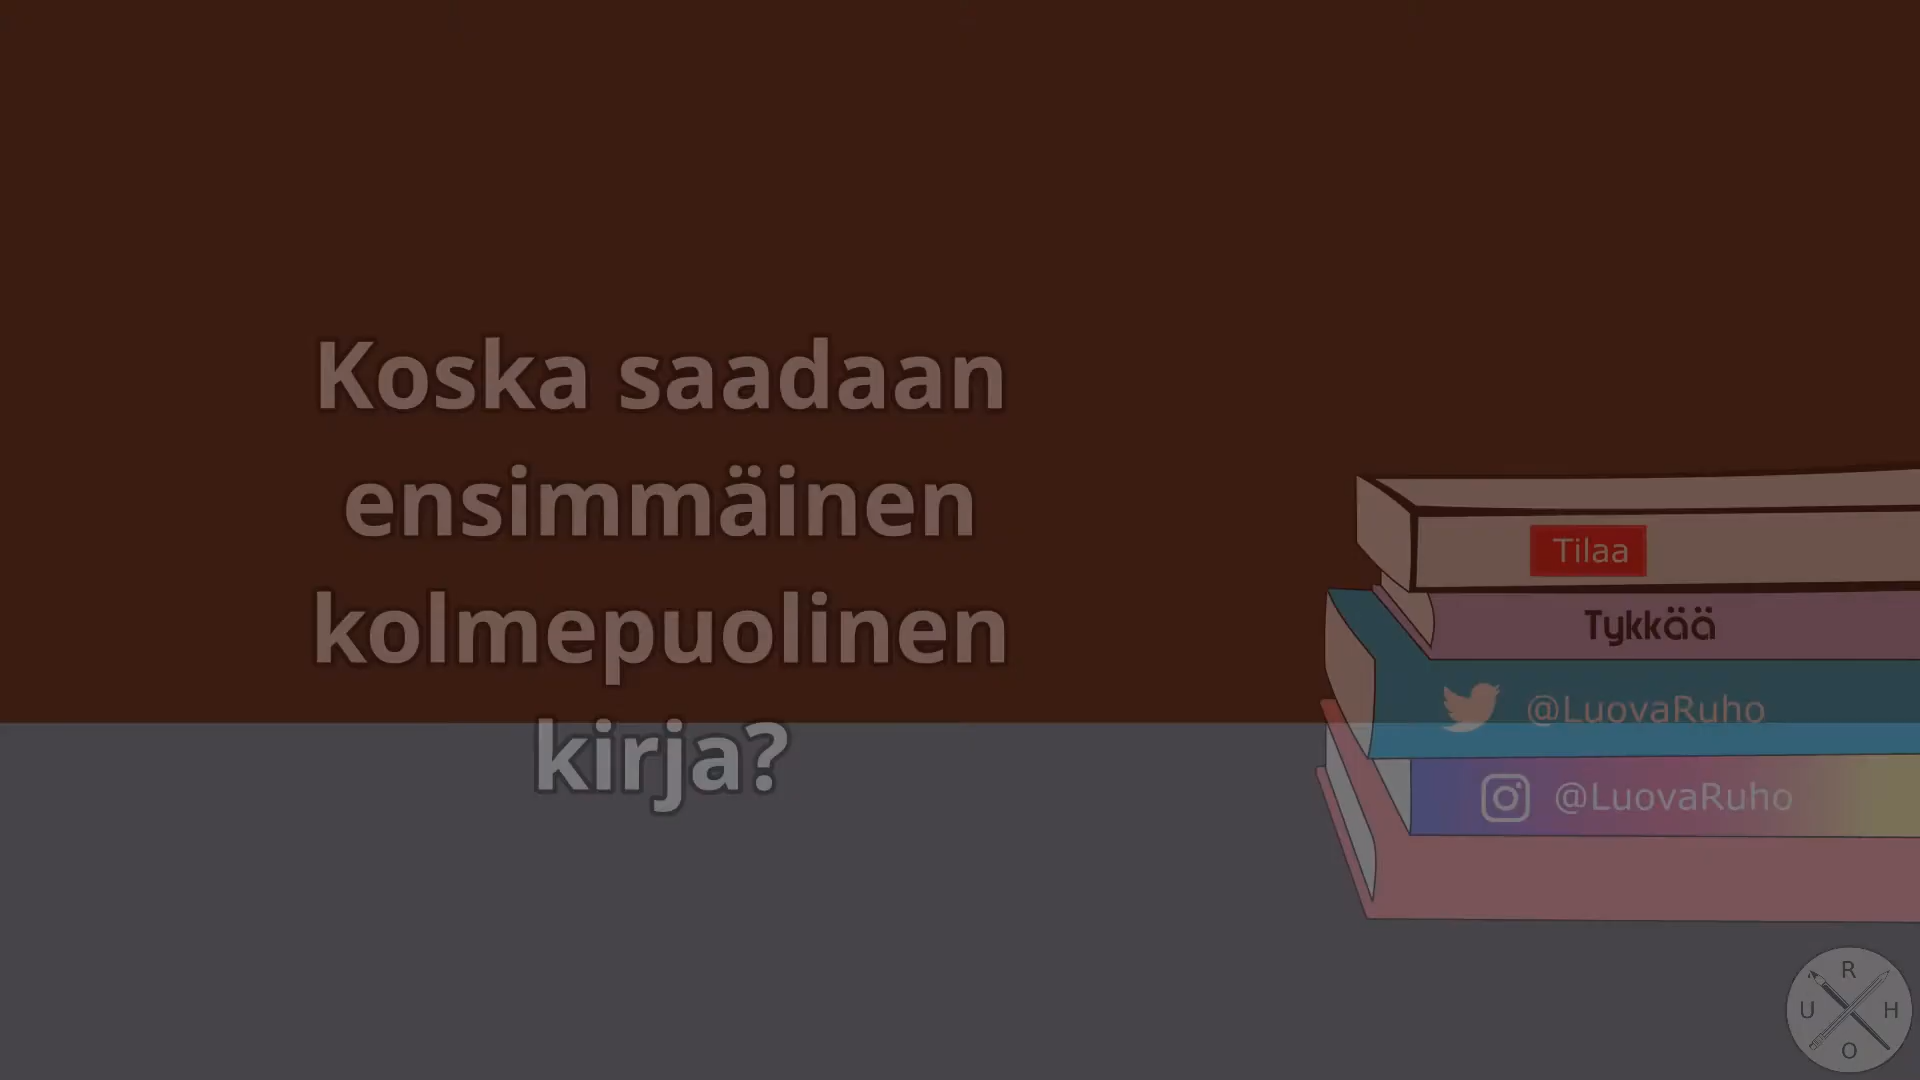 Koska saadaan
ensimmäinen
kolmepuolinen
kirja?
Tilaa
Tykkää
@LuovaRuho
@LuovaRuho
R
U H
O